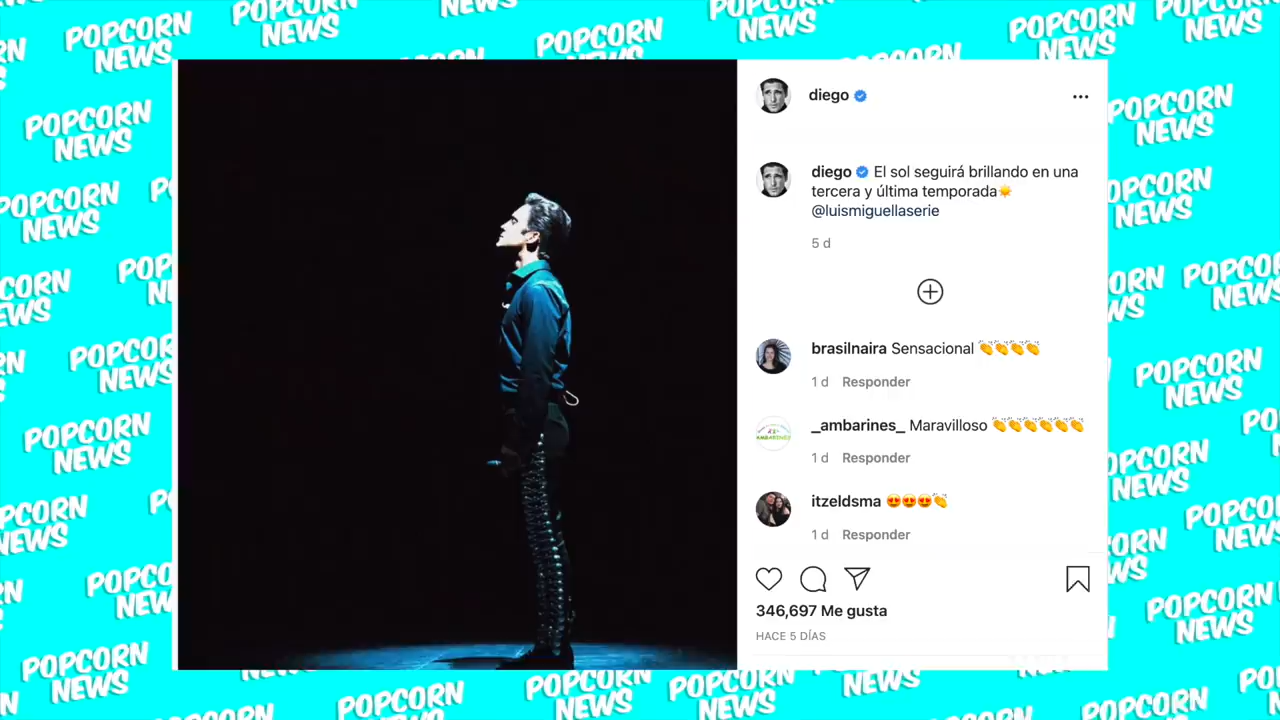 POPCORN
NEWS
diego
diego El sol seguirá brillando en una
tercera y última temporada☀️
@luismiguellaserie
5 d
brasilnaira Sensacional 👏👏👏👏
1 d Responder
AMBARINES
_ambarines_ Maravilloso 👏👏👏👏👏👏
1 d Responder
itzeldsma 😍😍😍👏
1 d Responder
346,697 Me gusta
HACE 5 DÍAS